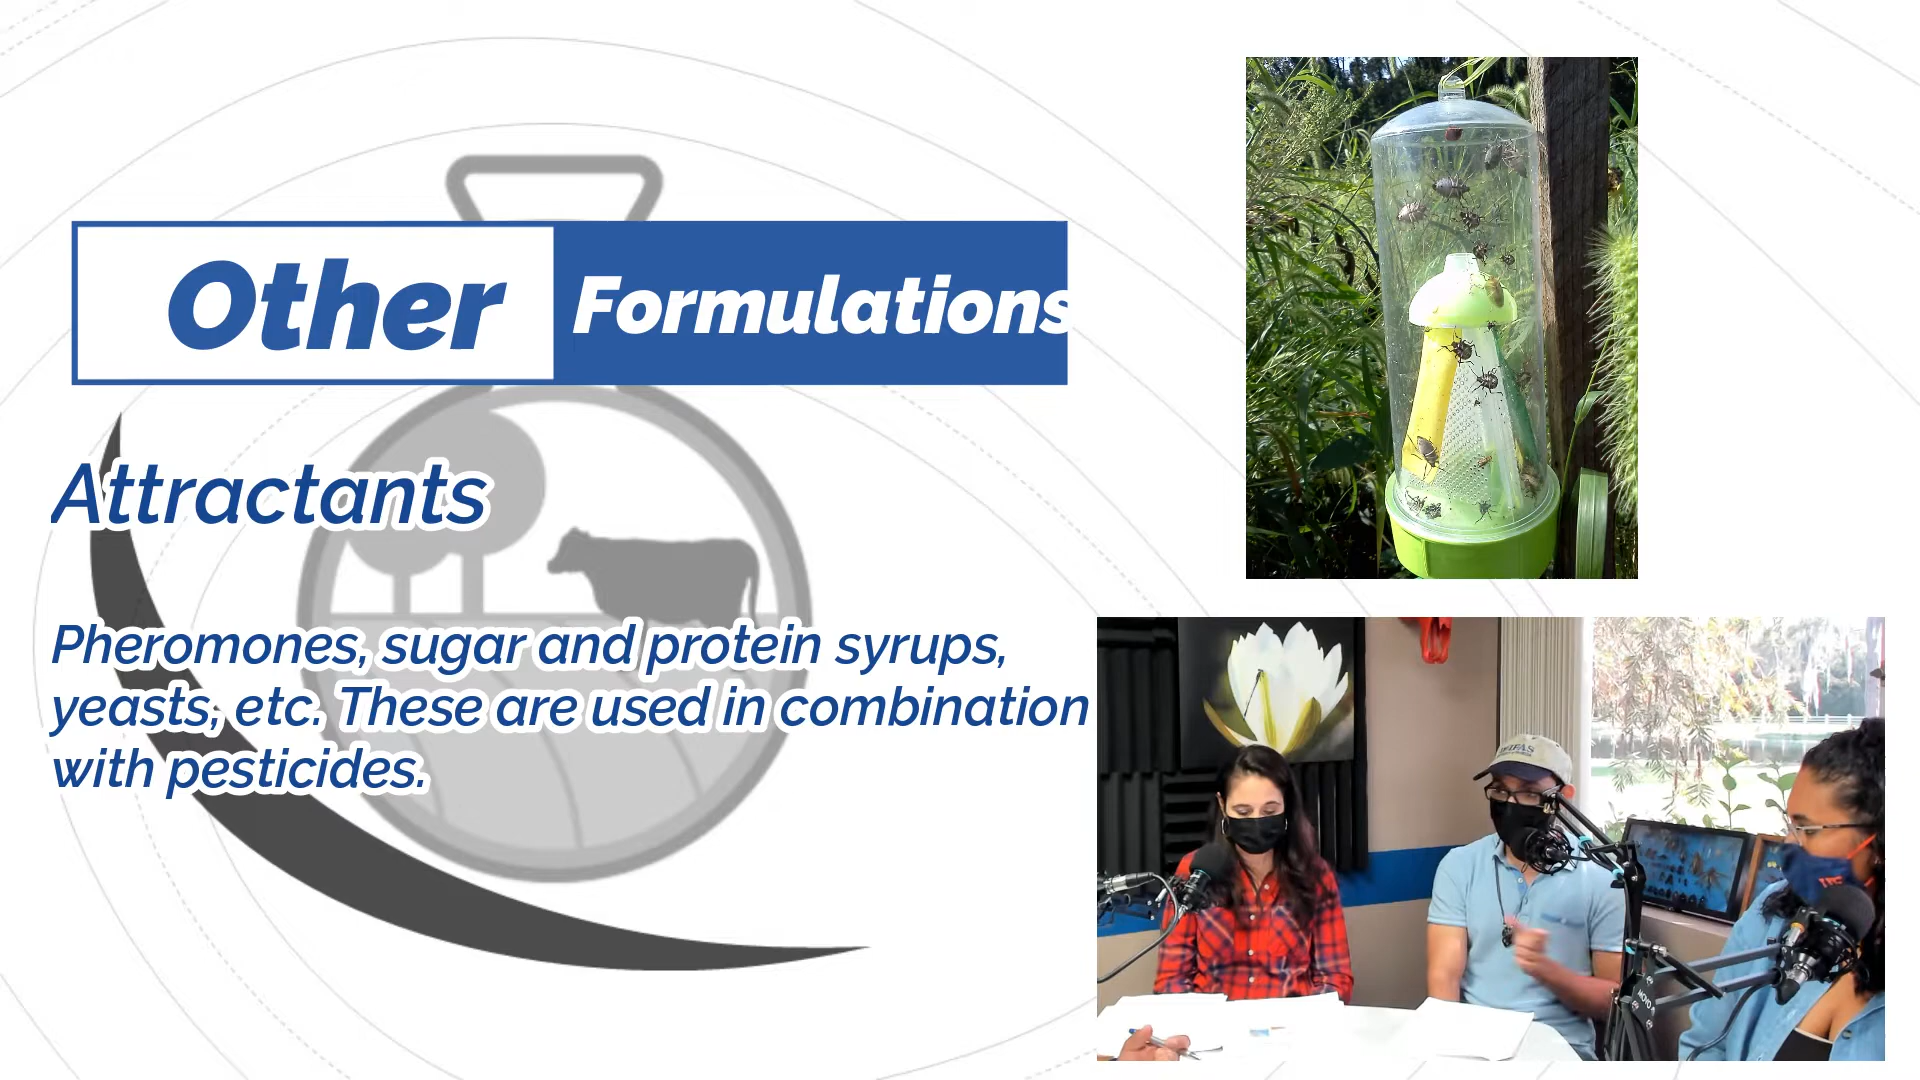 Other
Formulations
Attractants
Pheromones, sugar and protein syrups,
yeasts, etc. These are used in combination
with pesticides.